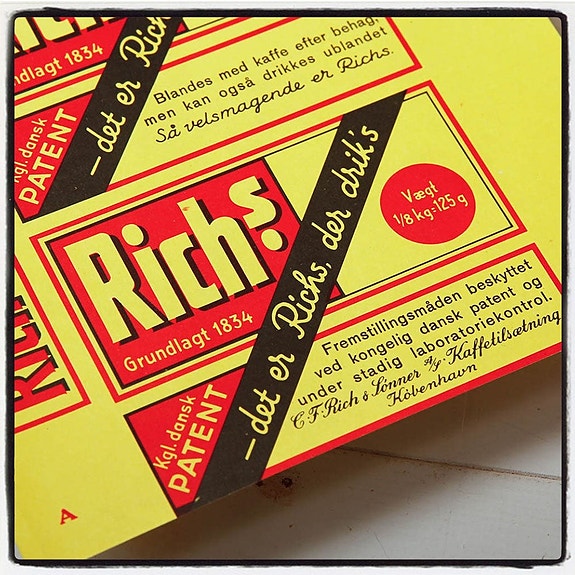 Grundlagt 1834
Kgl. dansk
PATENT
– det er Rich
Blandes med kaffe efter behag,
men kan også drikkes ublandet
Så velsmagende er Richs.
Richs
Grundlagt 1834
Kgl. dansk
PATENT
– det er Richs, der drik's
Vægt
1/8 kg-125 g
Fremstillingsmåden beskyttet
ved kongelig dansk patent og
under stadig laboratoriekontrol.
C. F. Rich & Sønner A/S. Kaffetilsætning
København
A